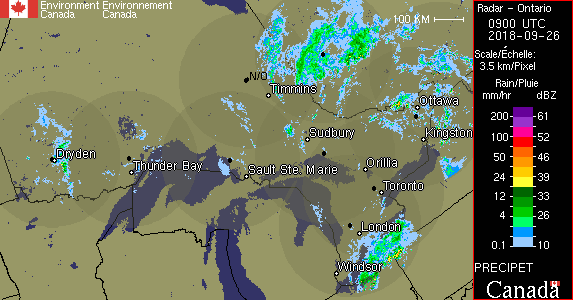 Environment Environnement
Canada Canada
100 KM
N/O
Timmins
Ottawa
Sudbury
Kingston
Dryden
Thunder Bay
Sault Ste. Marie
Orillia
Toronto
London
Windsor
Radar - Ontario
0900 UTC
2018-09-26
Scale/Échelle:
3.5 km/Pixel
Rain/Pluie
mm/hr dBZ
200 61
100 52
50 46
24 39
12 33
4 26
0.1 10
PRECIPET
Canada